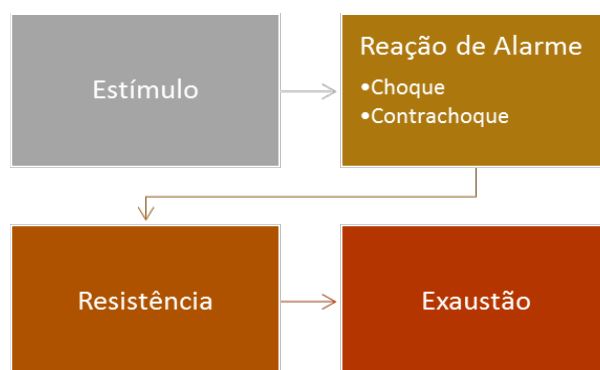 Estímulo
Reação de Alarme
•Choque
•Contrachoque
Resistência
Exaustão